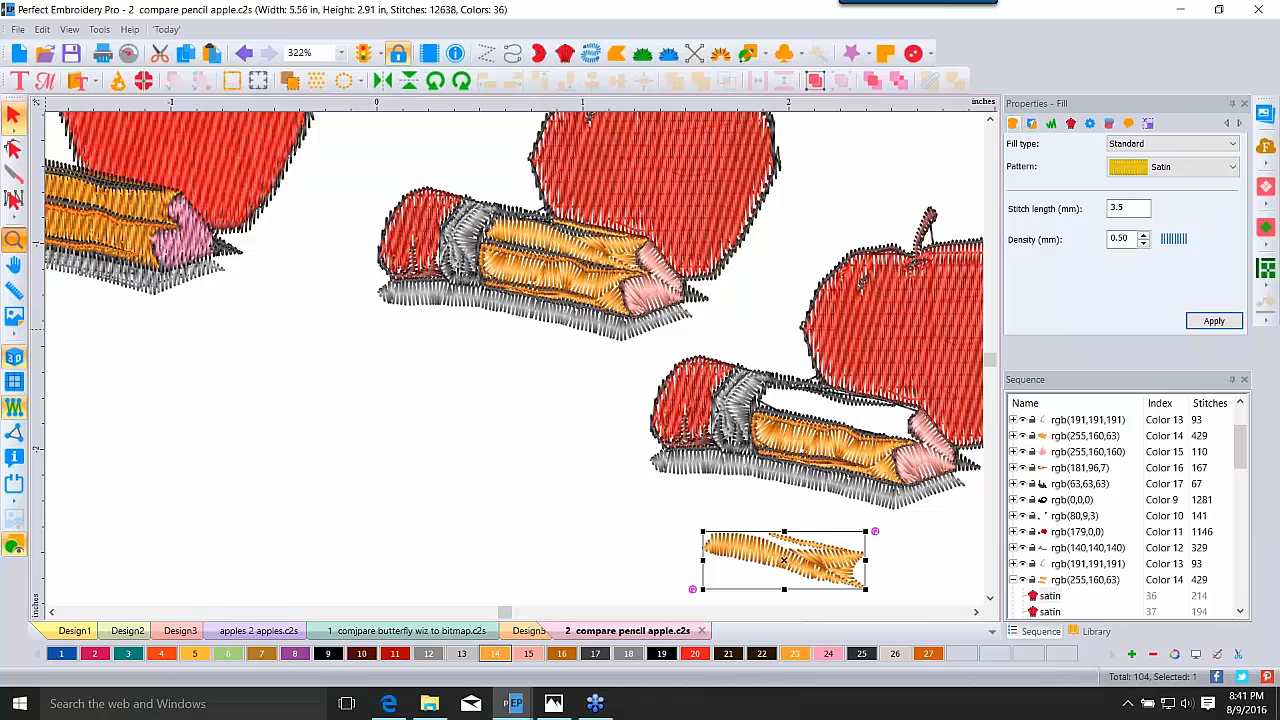 Perfect Embroidery Pro - 2 compare pencil apple.c2s (Width: 5.56 in, Height: 2.91 in, Stitches: 12638, Colors: 36)
File Edit View Tools Help 'Today'
322%
-1 0 1 2 inches
Properties - Fill
Fill type: Standard
Pattern: Satin
Stitch length (mm): 3.5
Density (mm): 0.50
Apply
Sequence
Name Index Stitches
rgb(191,191,191) Color 13 93
rgb(255,160,63) Color 14 429
rgb(255,160,160) Color 15 110
rgb(181,96,7) Color 16 167
rgb(63,63,63) Color 17 67
rgb(0,0,0) Color 9 1281
rgb(80,9,3) Color 10 141
rgb(179,0,0) Color 11 1146
rgb(140,140,140) Color 12 329
rgb(191,191,191) Color 13 93
rgb(255,160,63) Color 14 429
satin 36 214
satin 37 194
Sequence Library
inches
Design1 Design2 Design3 apples 2 apples.c2s 1 comjpare butterfly wiz to bitmap.c2s Design5 2 compare pencil apple.c2s
1 2 3 4 5 6 7 8 9 10 11 12 13 14 15 16 17 18 19 20 21 22 23 24 25 26 27
Total: 104, Selected: 1
Search the web and Windows
8:41 PM
8/9/2016